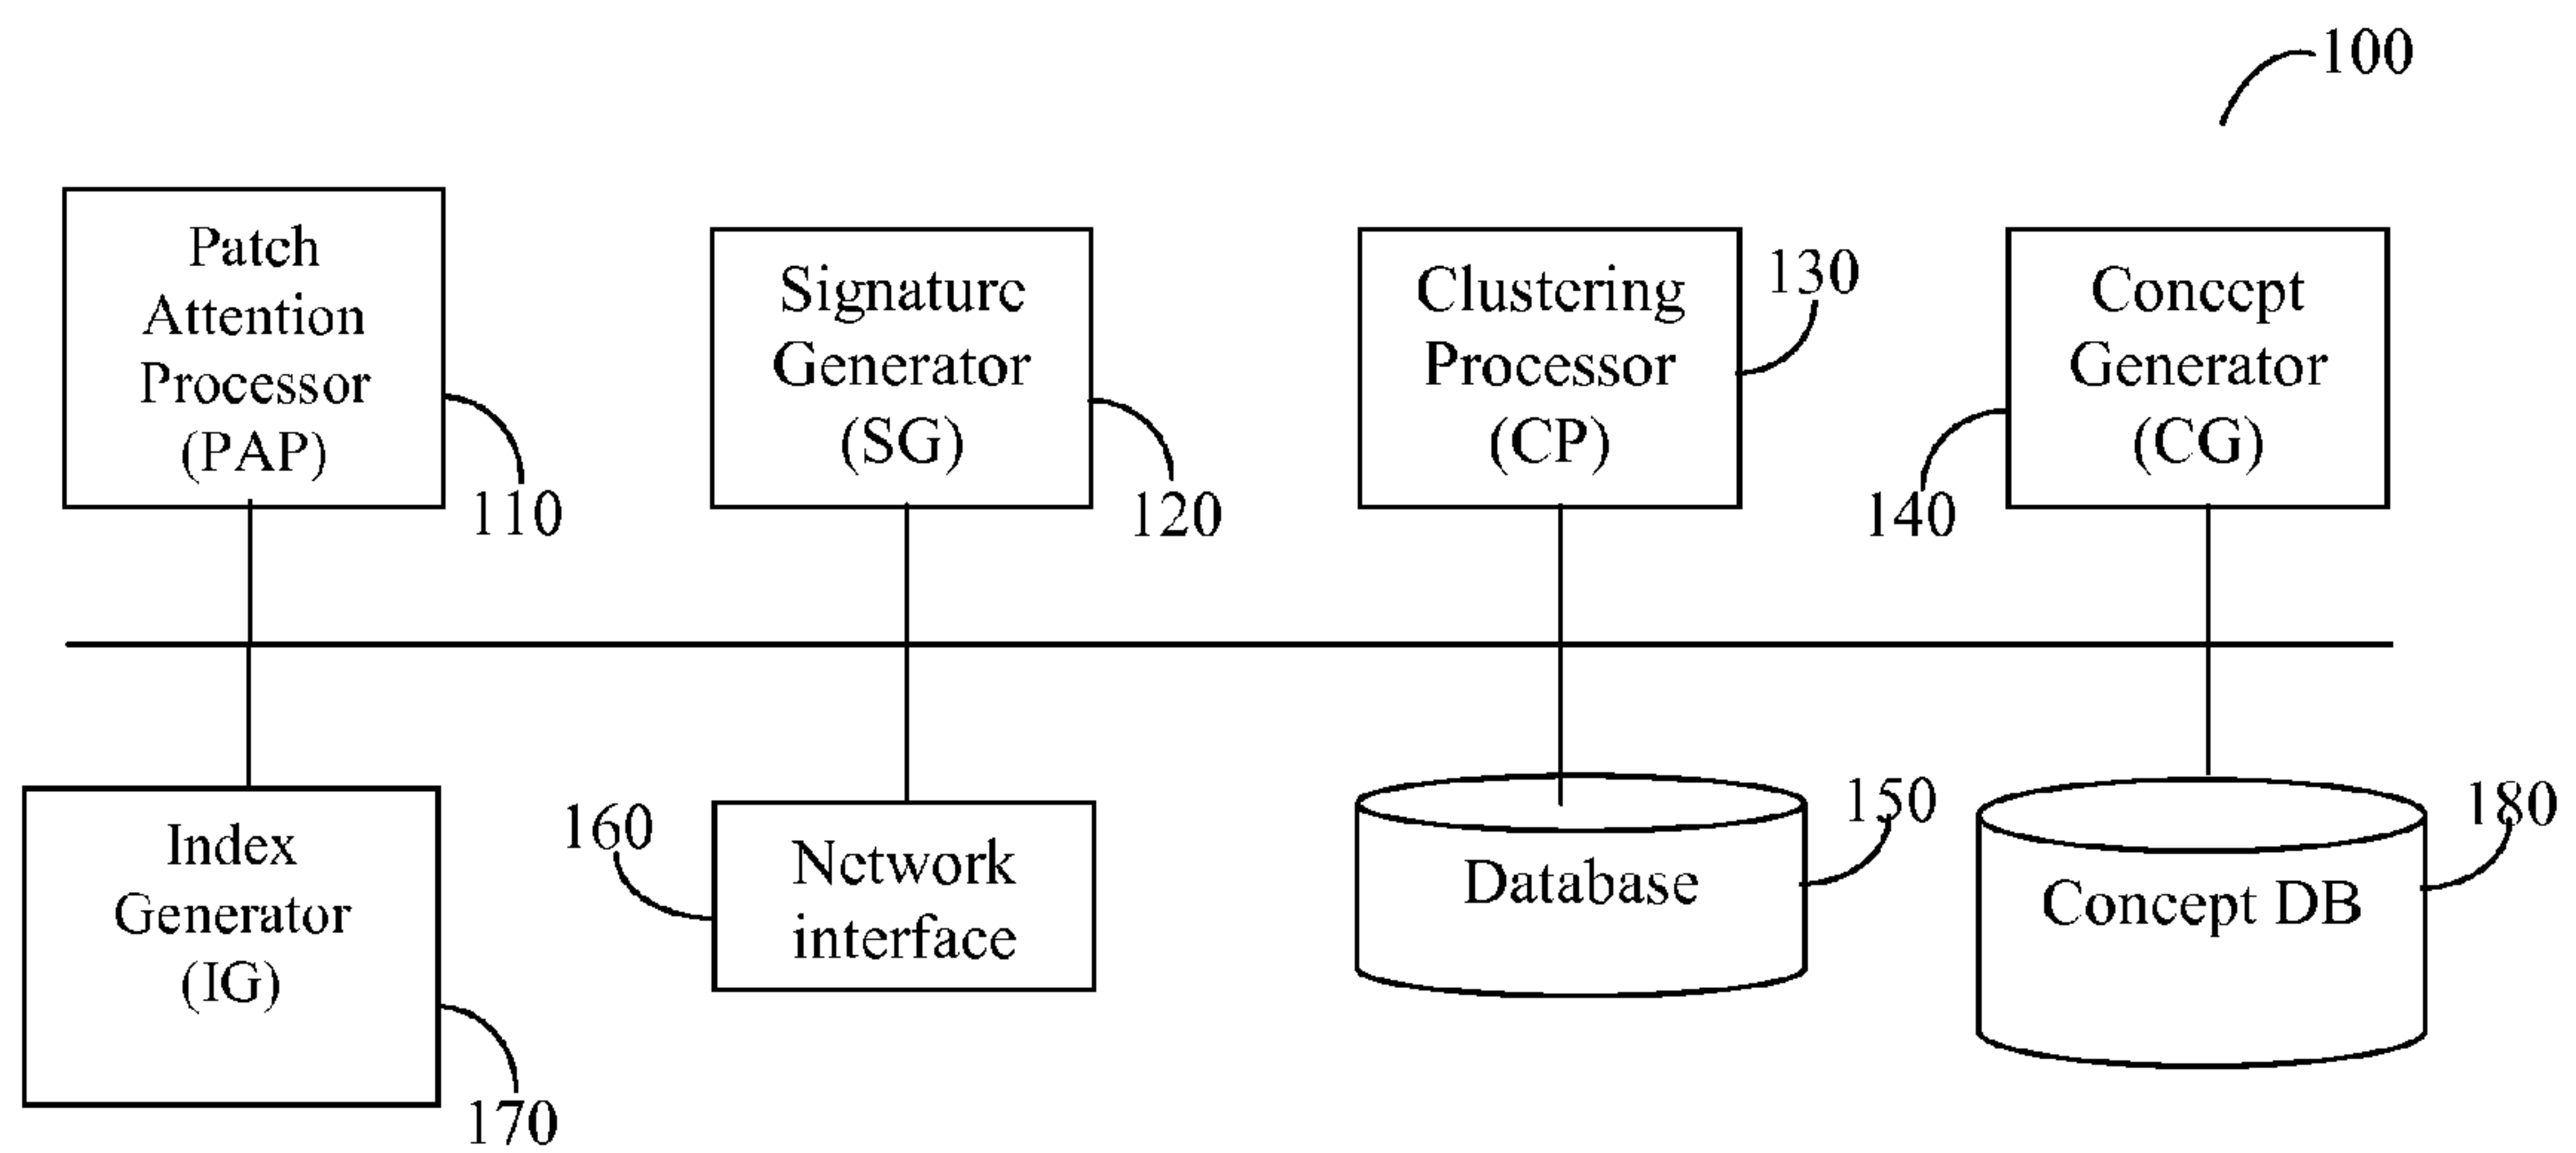 100
Patch
Attention
Processor
(PAP)
110
Signature
Generator
(SG)
120
Clustering
Processor
(CP)
130
Concept
Generator
(CG)
140
Index
Generator
(IG)
170
160
Network
interface
Database
150
Concept DB
180